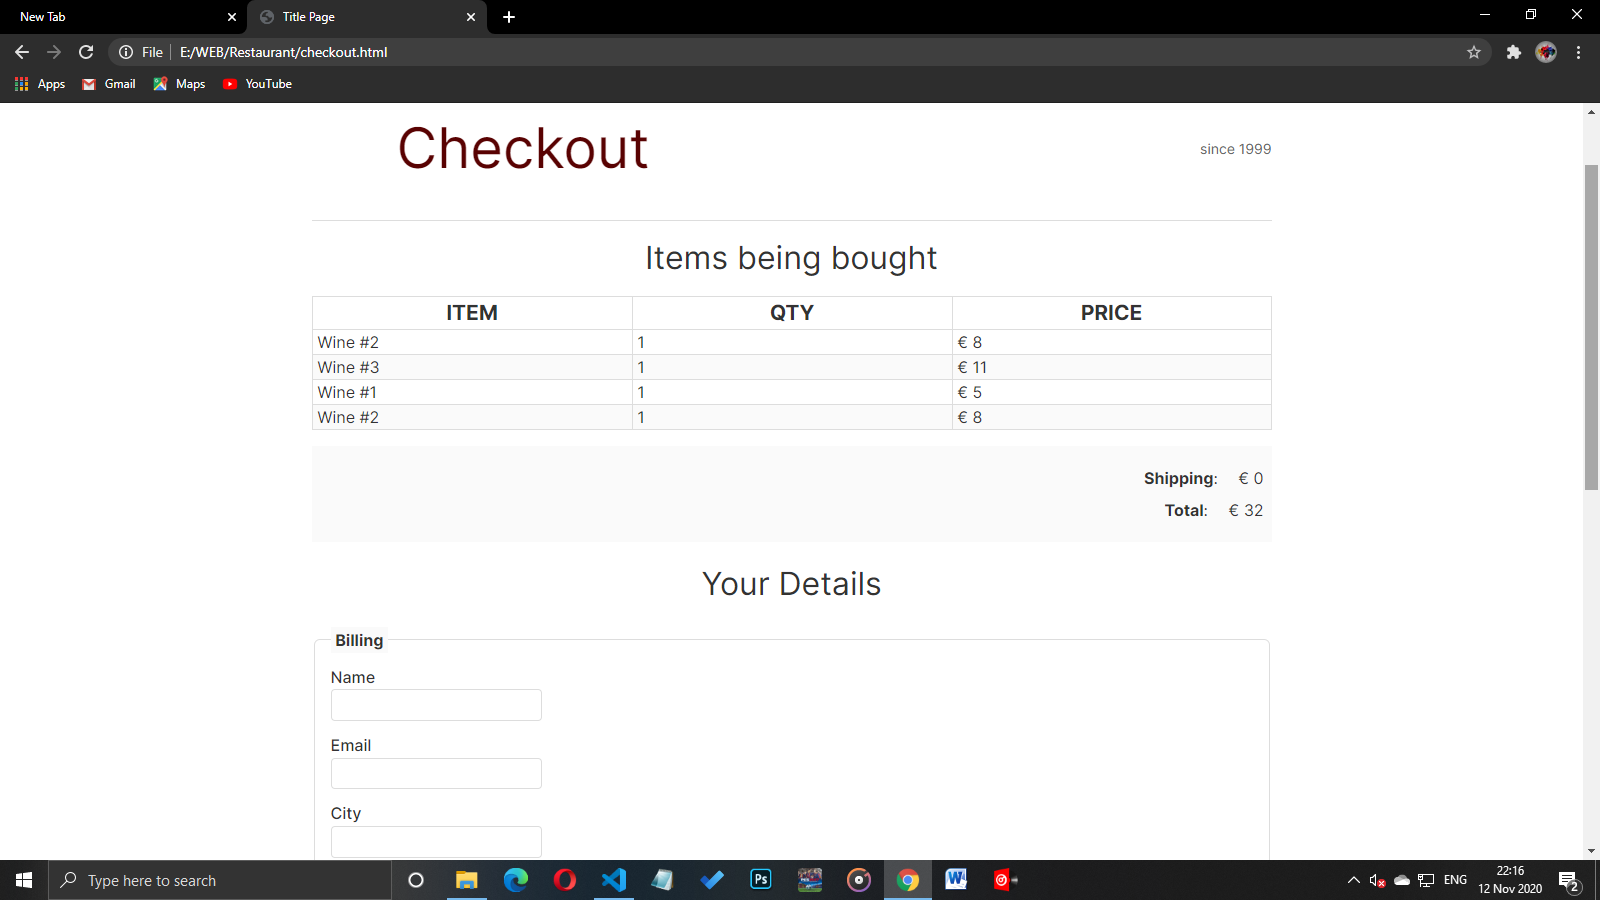 New Tab
Title Page
File E:/WEB/Restaurant/checkout.html
Apps Gmail Maps YouTube
Checkout
since 1999
Items being bought
ITEM QTY PRICE
Wine #2 1 € 8
Wine #3 1 € 11
Wine #1 1 € 5
Wine #2 1 € 8
Shipping: € 0
Total: € 32
Your Details
Billing
Name
Email
City
Type here to search
Ps
W
ENG
22:16
12 Nov 2020
2